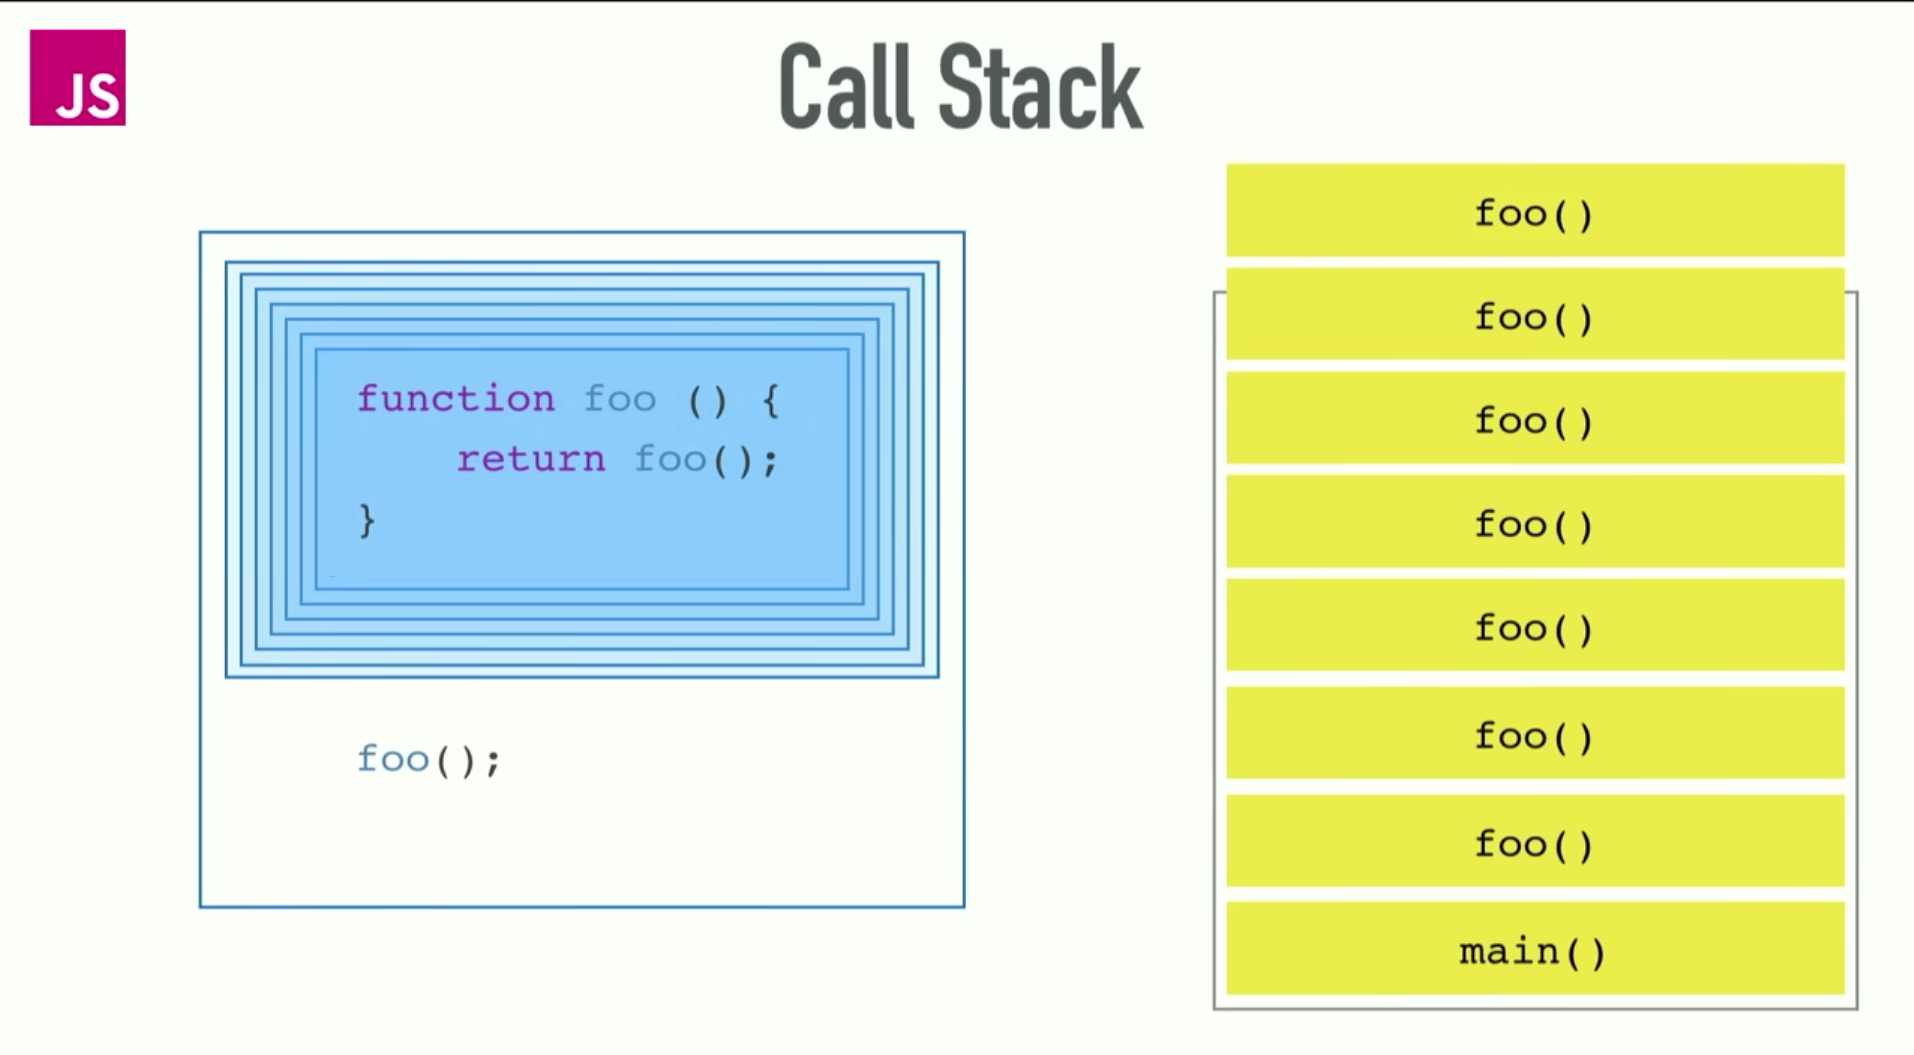 JS
Call Stack
function foo () {
    return foo();
}
foo();
foo()
foo()
foo()
foo()
foo()
foo()
foo()
main()